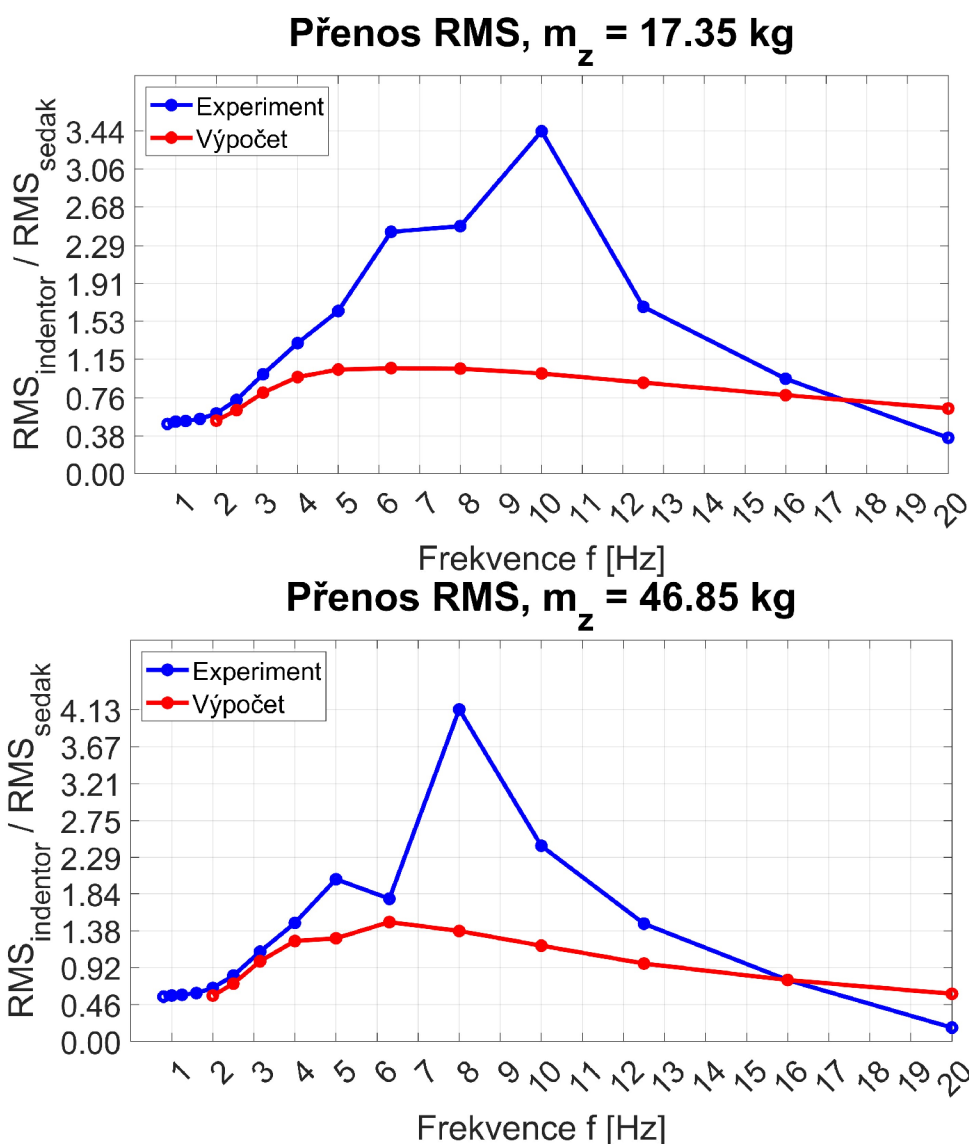 Přenos RMS, m_z = 17.35 kg
Experiment
Výpočet
RMS_indentor / RMS_sedak
3.44
3.06
2.68
2.29
1.91
1.53
1.15
0.76
0.38
0.00
1 2 3 4 5 6 7 8 9 10 11 12 13 14 15 16 17 18 19 20
Frekvence f [Hz]
Přenos RMS, m_z = 46.85 kg
Experiment
Výpočet
RMS_indentor / RMS_sedak
4.13
3.67
3.21
2.75
2.29
1.84
1.38
0.92
0.46
0.00
1 2 3 4 5 6 7 8 9 10 11 12 13 14 15 16 17 18 19 20
Frekvence f [Hz]